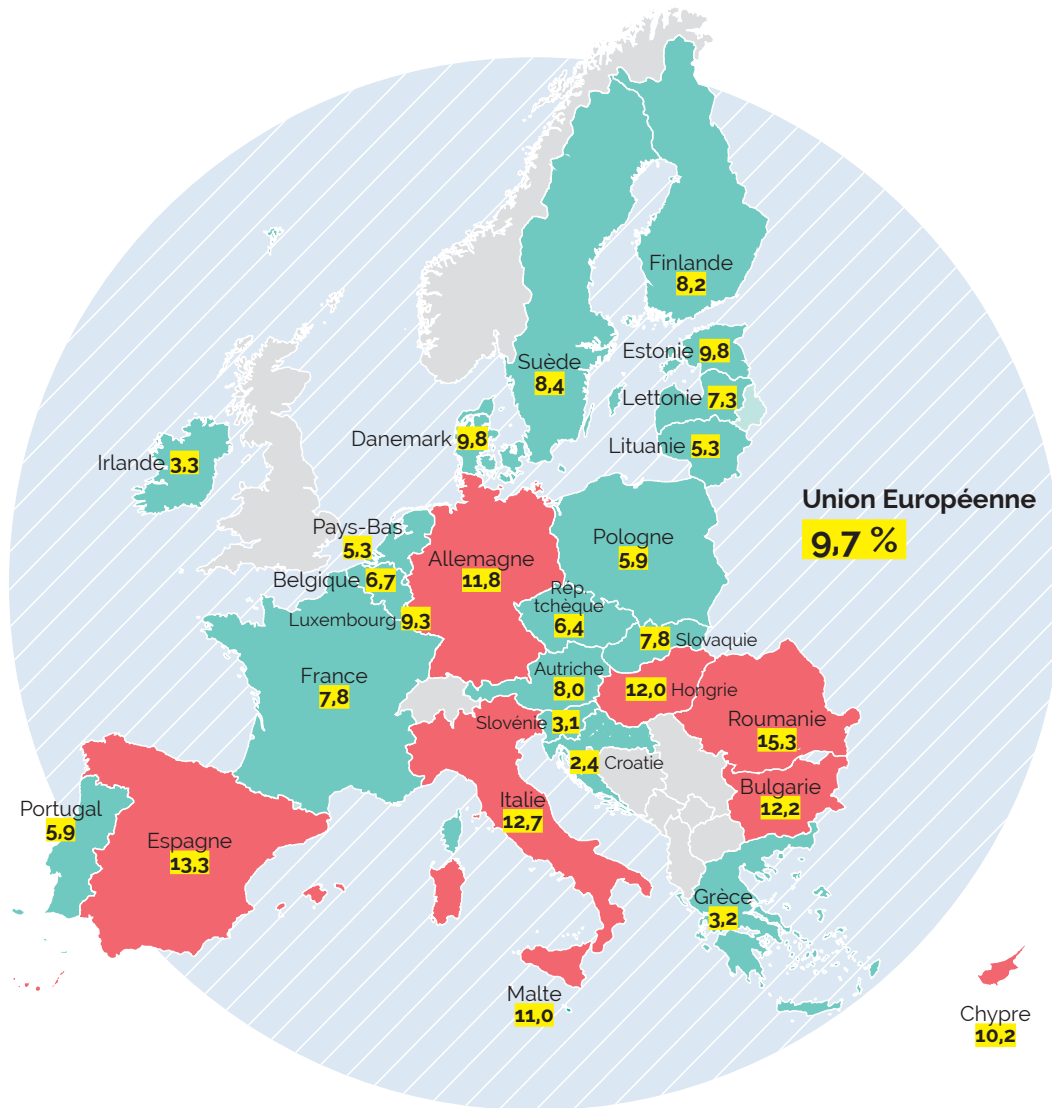 Finlande
8,2
Estonie 9,8
Suède
8,4
Lettonie 7,3
Danemark 9,8
Lituanie 5,3
Irlande 3,3
Union Européenne
9,7 %
Pays-Bas
5,3
Pologne
5,9
Allemagne
11,8
Belgique 6,7
Rép.
tchèque
6,4
Luxembourg 9,3
7,8 Slovaquie
Autriche
8,0
France
7,8
12,0 Hongrie
Roumanie
15,3
Slovénie 3,1
2,4 Croatie
Bulgarie
12,2
Italie
12,7
Portugal
5,9
Espagne
13,3
Grèce
3,2
Malte
11,0
Chypre
10,2